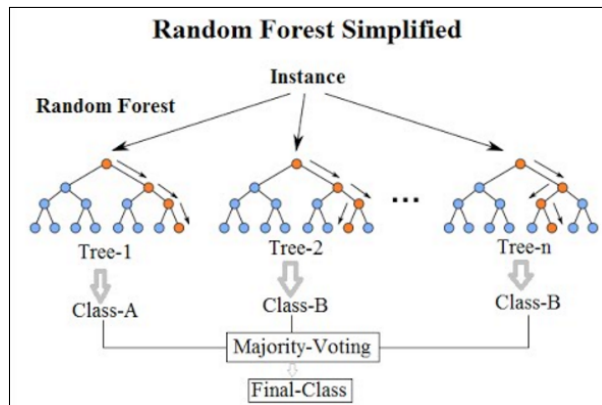 Random Forest Simplified
Instance
Random Forest
...
Tree-1
Tree-2
Tree-n
Class-A
Class-B
Class-B
Majority-Voting
Final-Class